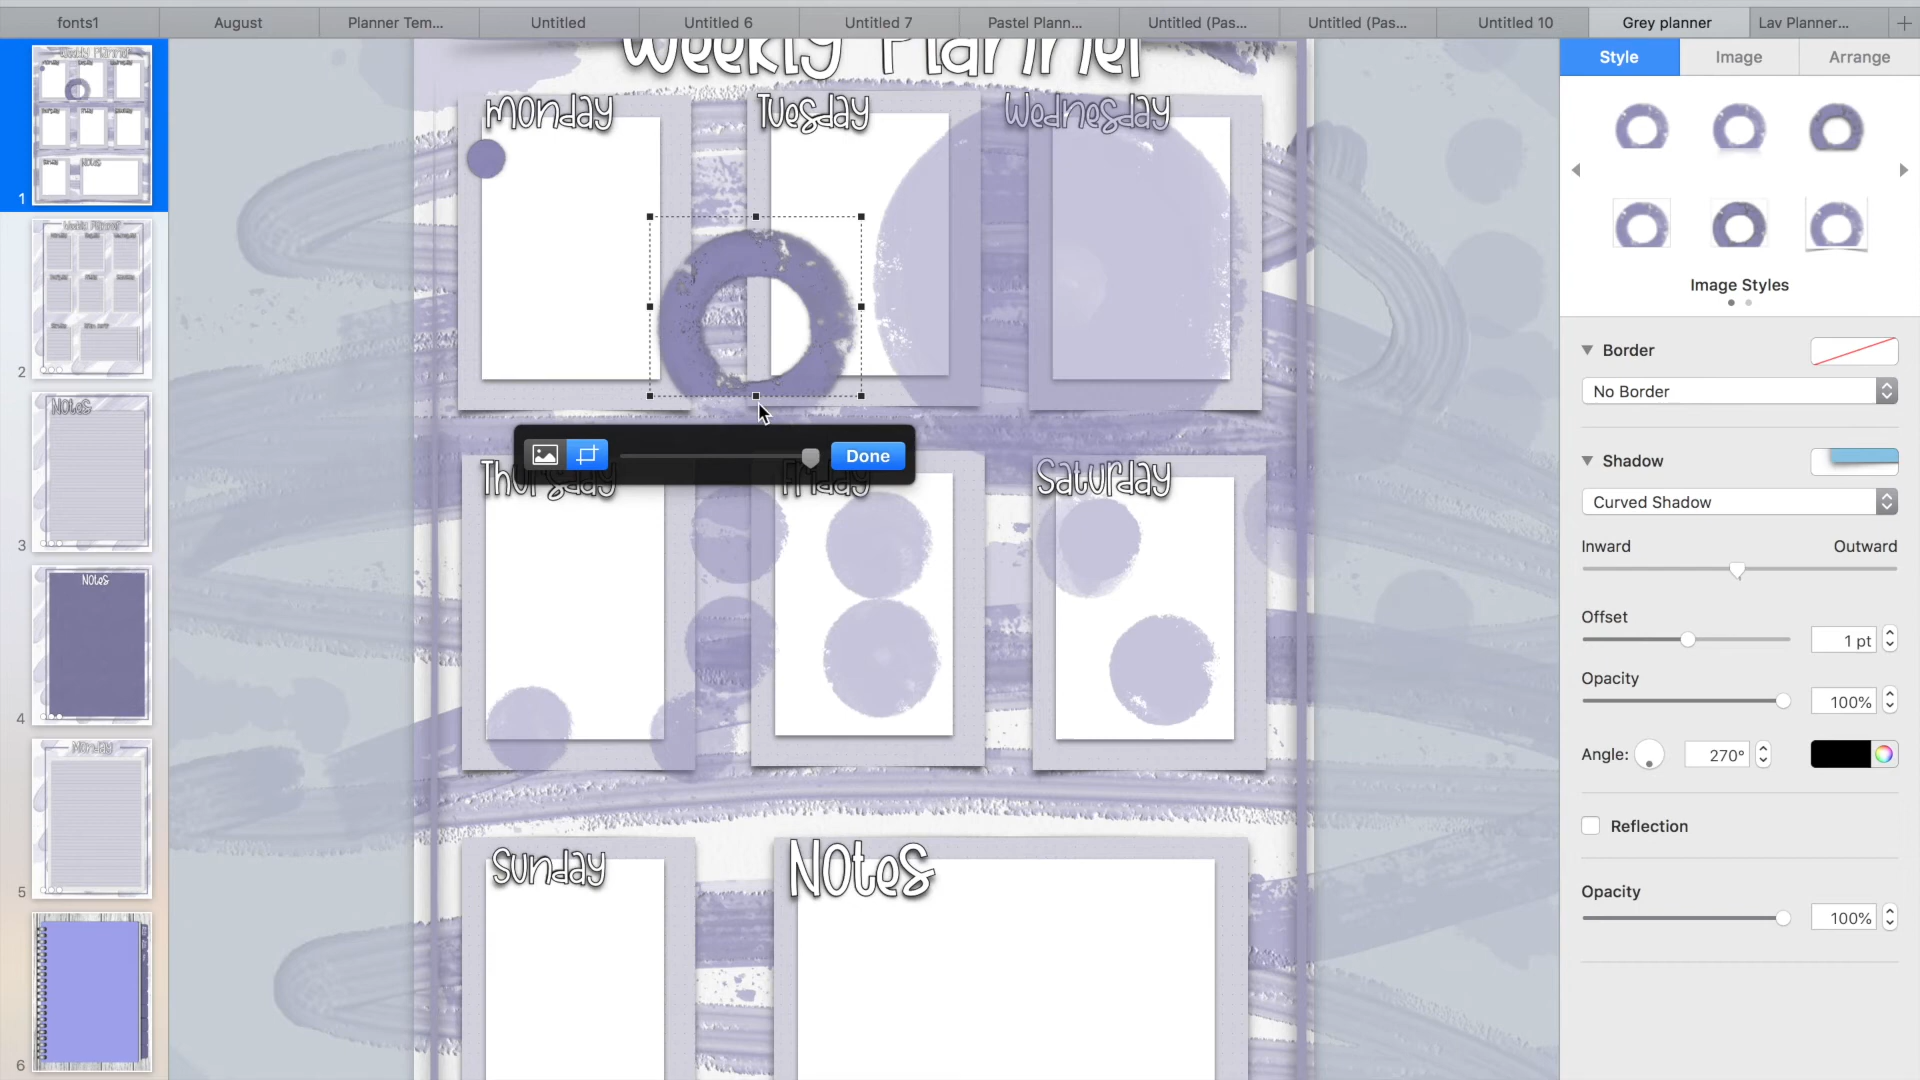 fonts1
August
Planner Tem...
Untitled
Untitled 6
Untitled 7
Pastel Plann...
Untitled (Pas...
Untitled (Pas...
Untitled 10
Grey planner
Lav Planner...
Style
Image
Arrange
Weekly Planner
Monday
Tuesday
Wednesday
Thursday
Friday
Saturday
Sunday
Notes
Done
Image Styles
Border
No Border
Shadow
Curved Shadow
Inward
Outward
Offset
1 pt
Opacity
100%
Angle:
270°
Reflection
Opacity
100%
1
Weekly Planner
2
Notes
3
Notes
4
Monday
5
6